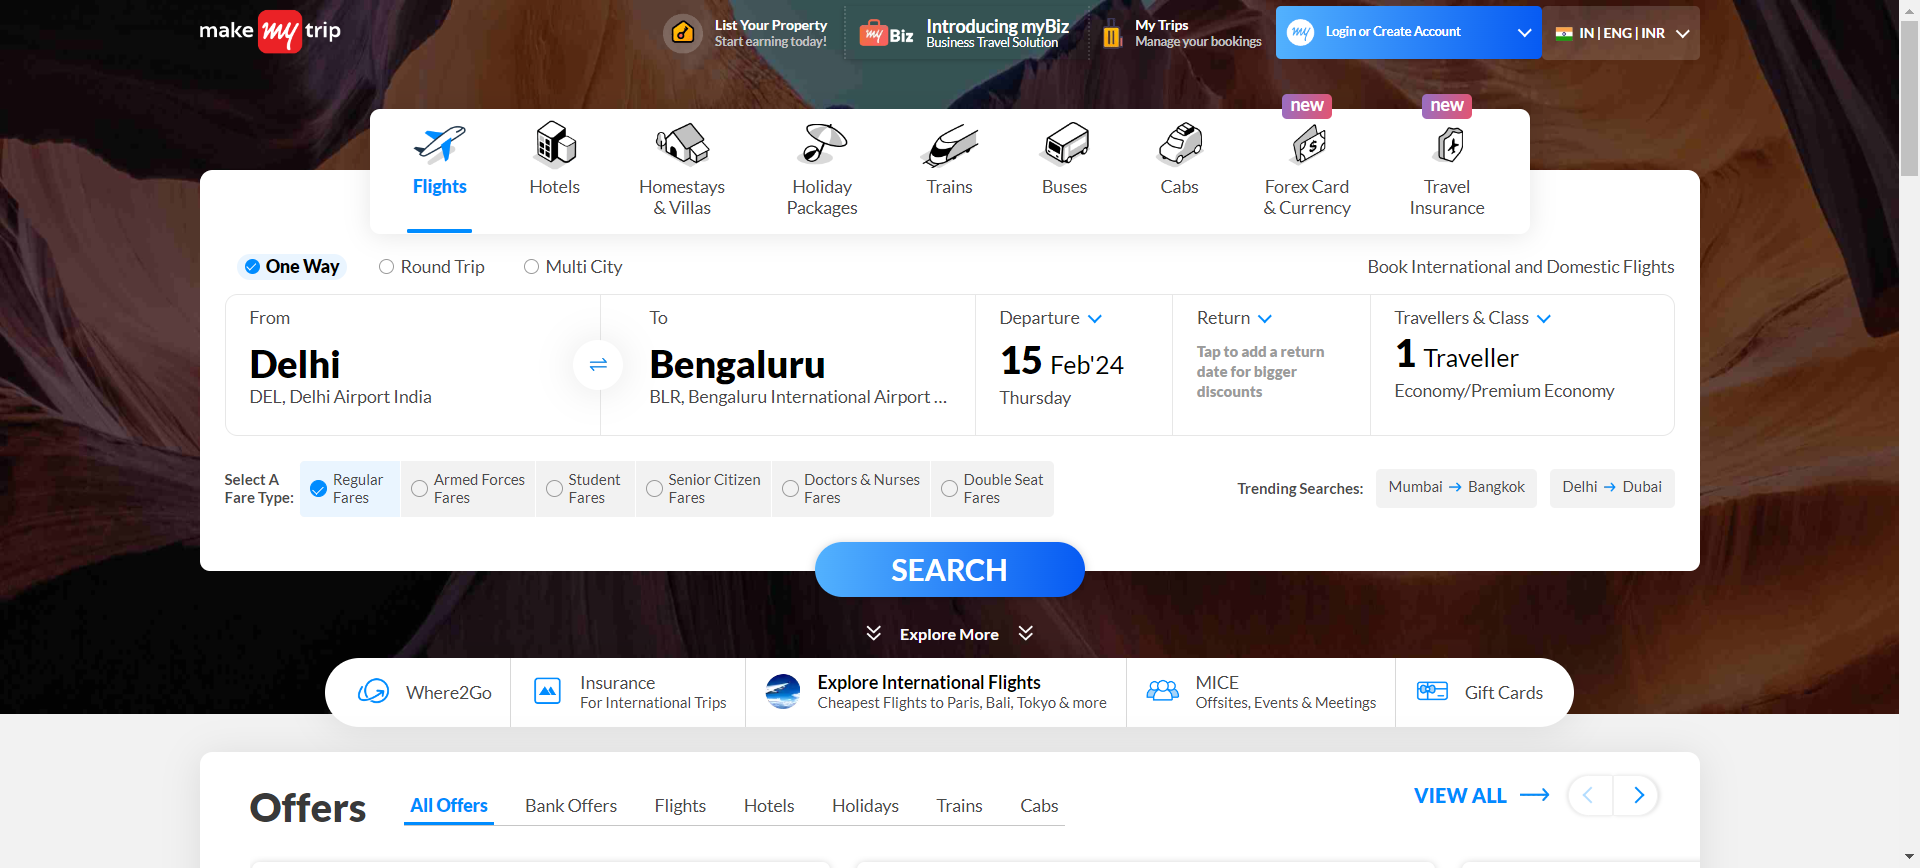 make my trip
List Your Property
Start earning today!
my Biz
Introducing myBiz
Business Travel Solution
My Trips
Manage your bookings
my
Login or Create Account
IN | ENG | INR
new
new
Flights
Hotels
Homestays
& Villas
Holiday
Packages
Trains
Buses
Cabs
Forex Card
& Currency
Travel
Insurance
One Way
Round Trip
Multi City
Book International and Domestic Flights
From
Delhi
DEL, Delhi Airport India
To
Bengaluru
BLR, Bengaluru International Airport ...
Departure
15 Feb'24
Thursday
Return
Tap to add a return
date for bigger
discounts
Travellers & Class
1 Traveller
Economy/Premium Economy
Select A
Fare Type:
Regular
Fares
Armed Forces
Fares
Student
Fares
Senior Citizen
Fares
Doctors & Nurses
Fares
Double Seat
Fares
Trending Searches:
Mumbai → Bangkok
Delhi → Dubai
SEARCH
Explore More
Where2Go
Insurance
For International Trips
Explore International Flights
Cheapest Flights to Paris, Bali, Tokyo & more
MICE
Offsites, Events & Meetings
Gift Cards
Offers
All Offers
Bank Offers
Flights
Hotels
Holidays
Trains
Cabs
VIEW ALL